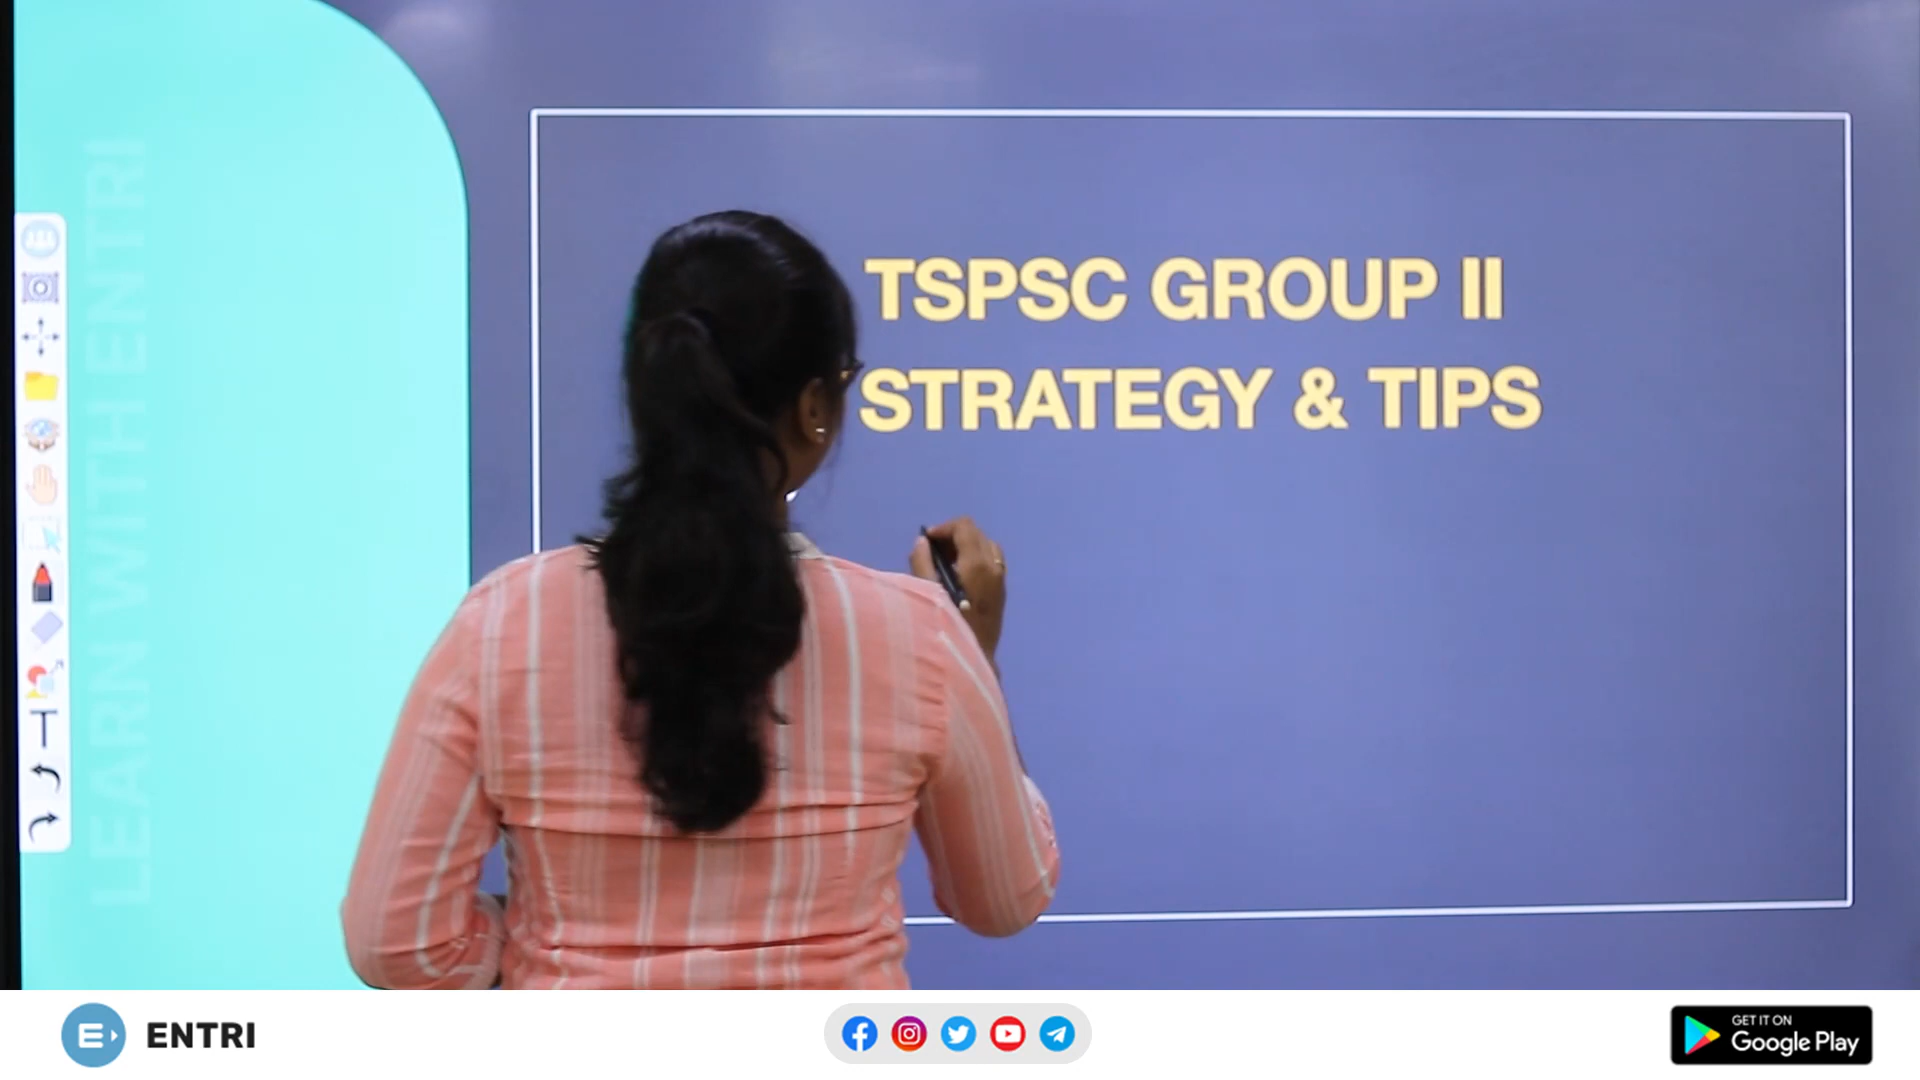 TSPSC GROUP II
STRATEGY & TIPS
LEARN WITH ENTRI
T
E ENTRI
GET IT ON
Google Play